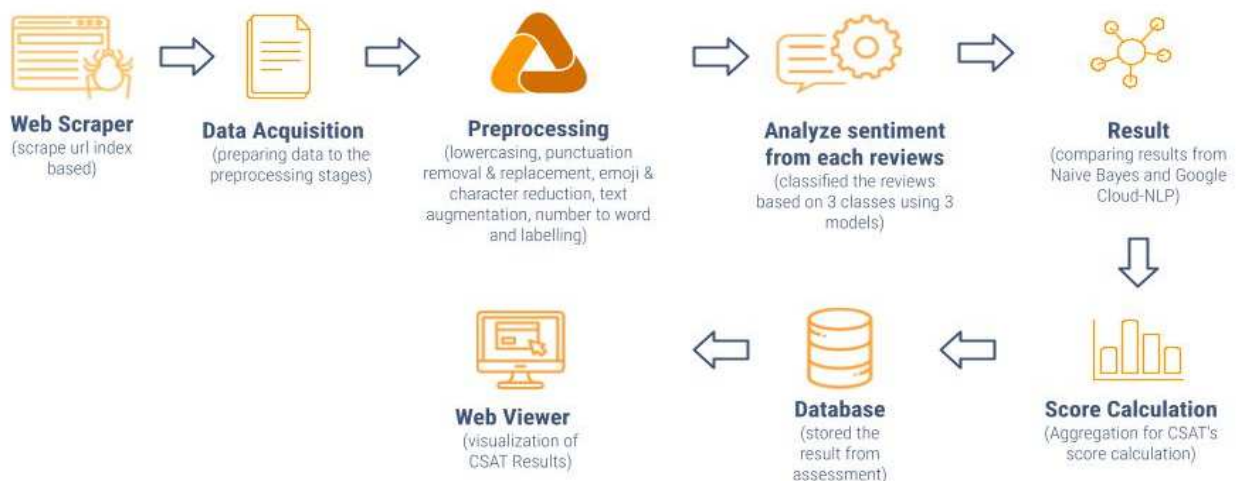 Web Scraper
(scrape url index
based)
Data Acquisition
(preparing data to the
preprocessing stages)
Preprocessing
(lowercasing, punctuation
removal & replacement, emoji &
character reduction, text
augmentation, number to word
and labelling)
Analyze sentiment
from each reviews
(classified the reviews
based on 3 classes using 3
models)
Result
(comparing results from
Naive Bayes and Google
Cloud-NLP)
Score Calculation
(Aggregation for CSAT's
score calculation)
Database
(stored the
result from
assessment)
Web Viewer
(visualization of
CSAT Results)